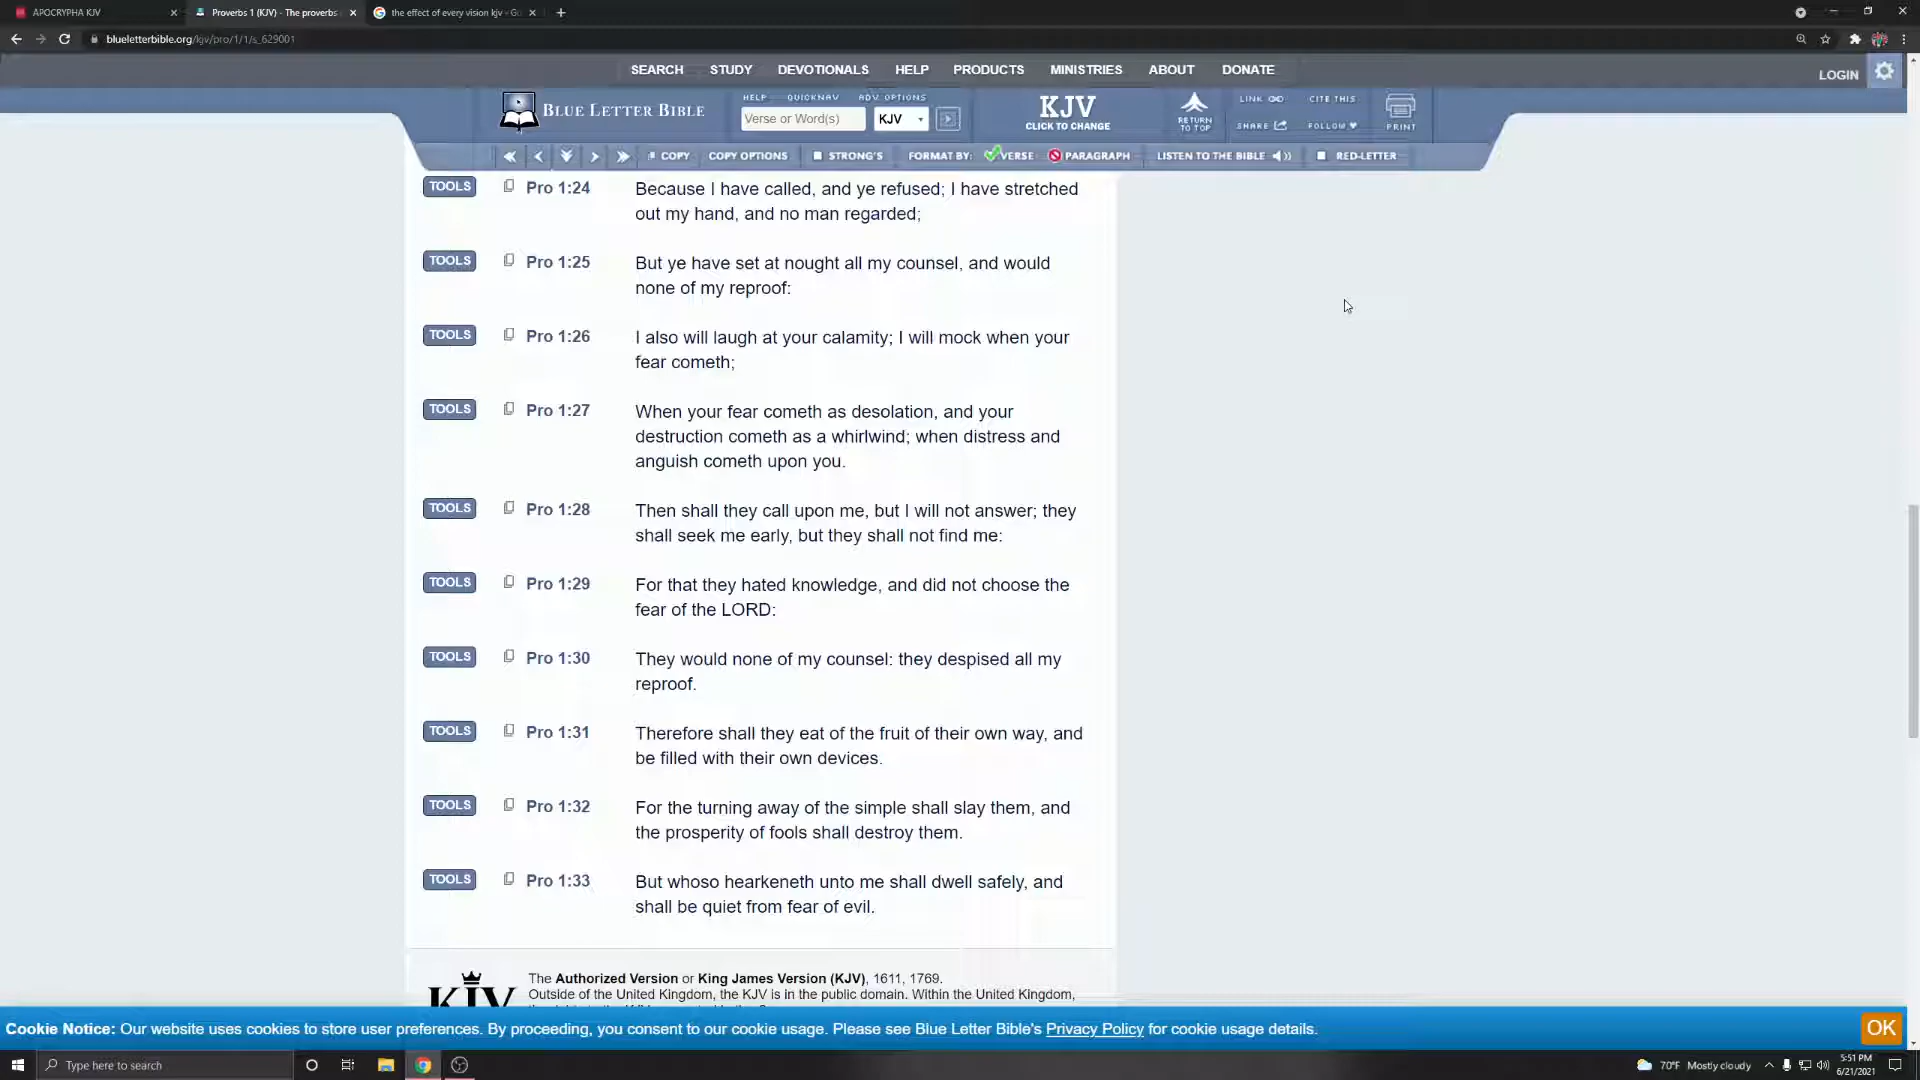 APOCRYPHA KJV
Proverbs 1 (KJV) - The proverbs
the effect of every vision kjv - Go
blueletterbible.org/kjv/pro/1/1/s_629001
SEARCH STUDY DEVOTIONALS HELP PRODUCTS MINISTRIES ABOUT DONATE
LOGIN
BLUE LETTER BIBLE
HELP QUICKNAV ADV. OPTIONS
Verse or Word(s)
KJV
KJV
CLICK TO CHANGE
RETURN
TO TOP
LINK CITE THIS
SHARE FOLLOW
PRINT
COPY COPY OPTIONS STRONG'S FORMAT BY: VERSE PARAGRAPH LISTEN TO THE BIBLE RED-LETTER
TOOLS Pro 1:24 Because I have called, and ye refused; I have stretched
out my hand, and no man regarded;
TOOLS Pro 1:25 But ye have set at nought all my counsel, and would
none of my reproof:
TOOLS Pro 1:26 I also will laugh at your calamity; I will mock when your
fear cometh;
TOOLS Pro 1:27 When your fear cometh as desolation, and your
destruction cometh as a whirlwind; when distress and
anguish cometh upon you.
TOOLS Pro 1:28 Then shall they call upon me, but I will not answer; they
shall seek me early, but they shall not find me:
TOOLS Pro 1:29 For that they hated knowledge, and did not choose the
fear of the LORD:
TOOLS Pro 1:30 They would none of my counsel: they despised all my
reproof.
TOOLS Pro 1:31 Therefore shall they eat of the fruit of their own way, and
be filled with their own devices.
TOOLS Pro 1:32 For the turning away of the simple shall slay them, and
the prosperity of fools shall destroy them.
TOOLS Pro 1:33 But whoso hearkeneth unto me shall dwell safely, and
shall be quiet from fear of evil.
KJV
The Authorized Version or King James Version (KJV), 1611, 1769.
Outside of the United Kingdom, the KJV is in the public domain. Within the United Kingdom,
Cookie Notice: Our website uses cookies to store user preferences. By proceeding, you consent to our cookie usage. Please see Blue Letter Bible's Privacy Policy for cookie usage details.
OK
Type here to search
70°F Mostly cloudy
5:51 PM
6/21/2021